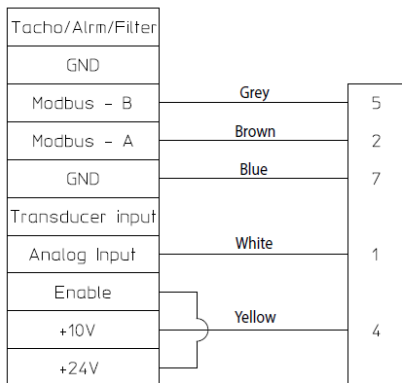 Tacho/Alrm/Filter
GND
Modbus - B Grey 5
Modbus - A Brown 2
GND Blue 7
Transducer input
Analog Input White 1
Enable
+10V Yellow 4
+24V